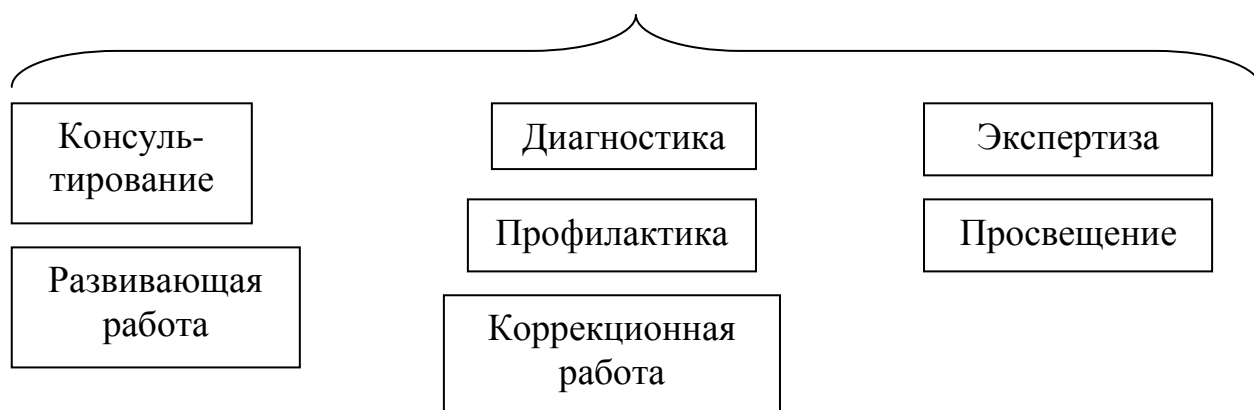 Консуль-
тирование
Диагностика
Экспертиза
Профилактика
Просвещение
Развивающая
работа
Коррекционная
работа